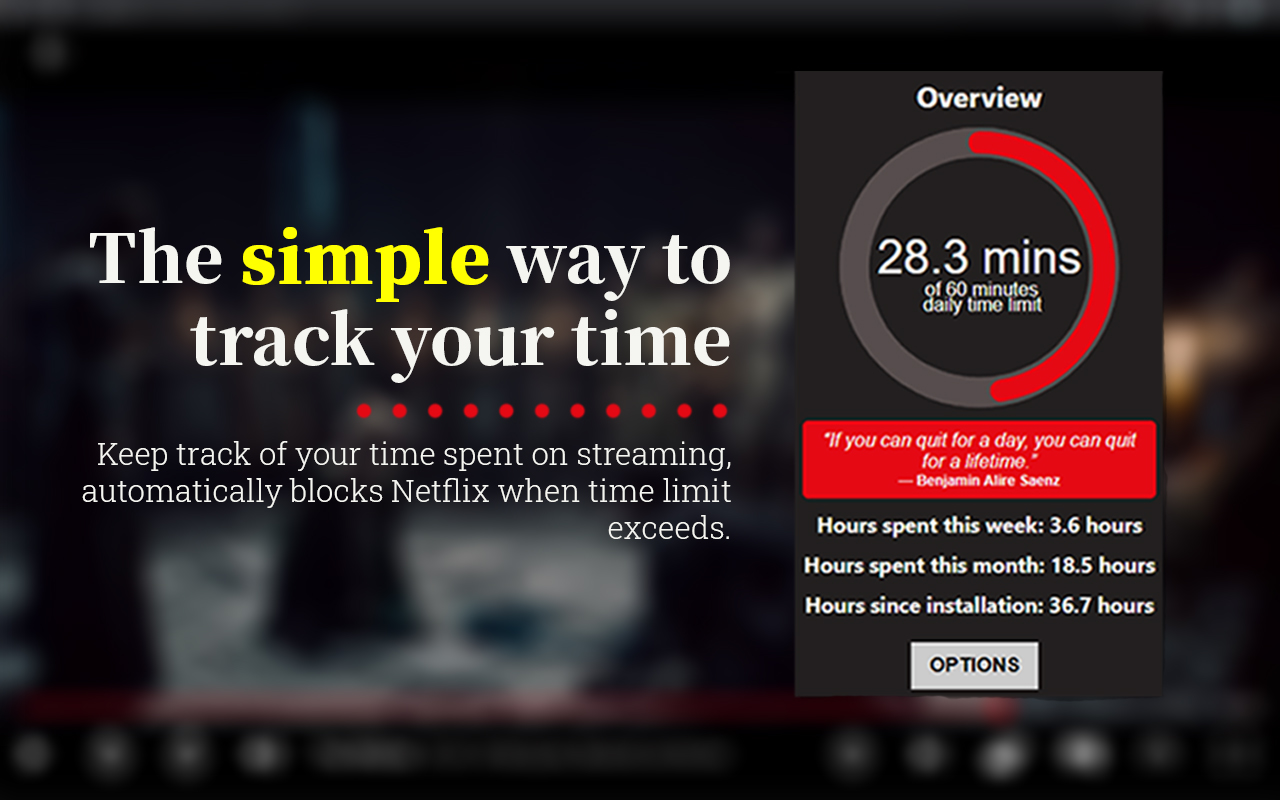 The simple way to
track your time
Keep track of your time spent on streaming,
automatically blocks Netflix when time limit
exceeds.
Overview
28.3 mins
of 60 minutes
daily time limit
"If you can quit for a day, you can quit
for a lifetime."
— Benjamin Alire Saenz
Hours spent this week: 3.6 hours
Hours spent this month: 18.5 hours
Hours since installation: 36.7 hours
OPTIONS